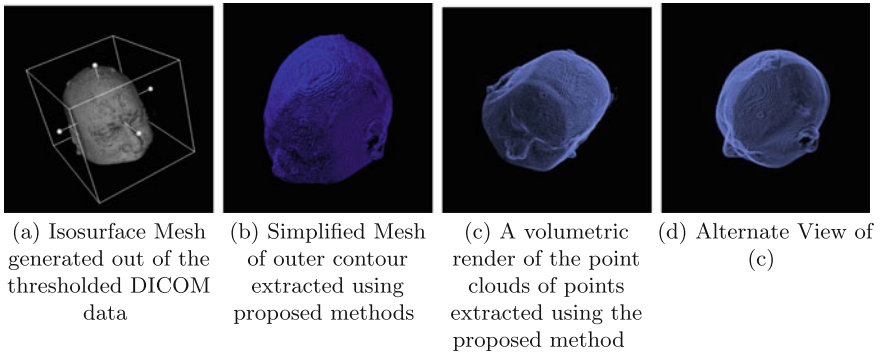 (a) Isosurface Mesh
generated out of the
thresholded DICOM
data
(b) Simplified Mesh
of outer contour
extracted using
proposed methods
(c) A volumetric
render of the point
clouds of points
extracted using the
proposed method
(d) Alternate View of
(c)